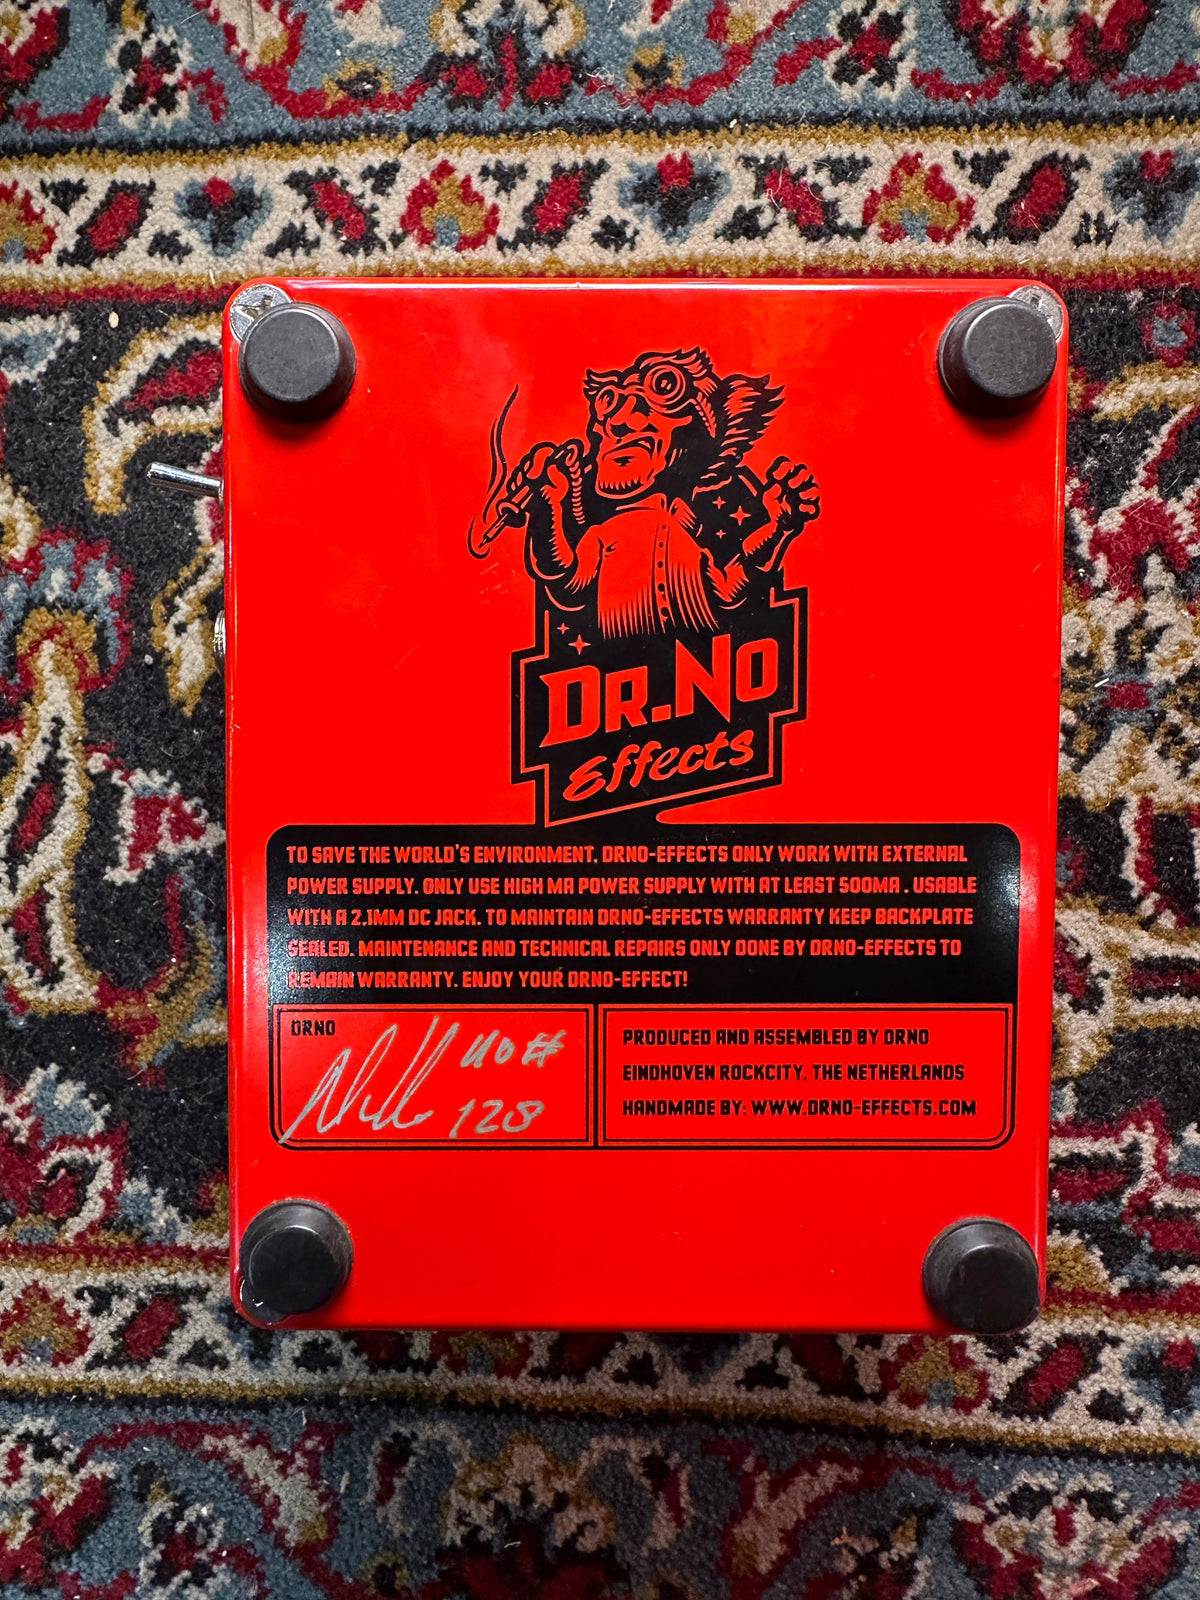 DR.NO
Effects
TO SAVE THE WORLD'S ENVIRONMENT, DRNO-EFFECTS ONLY WORK WITH EXTERNAL
POWER SUPPLY. ONLY USE HIGH MA POWER SUPPLY WITH AT LEAST 500MA . USABLE
WITH A 2.1MM DC JACK. TO MAINTAIN DRNO-EFFECTS WARRANTY KEEP BACKPLATE
SEALED. MAINTENANCE AND TECHNICAL REPAIRS ONLY DONE BY DRNO-EFFECTS TO
REMAIN WARRANTY. ENJOY YOUR DRNO-EFFECT!
DRNO
128
PRODUCED AND ASSEMBLED BY DRNO
EINDHOVEN ROCKCITY, THE NETHERLANDS
HANDMADE BY: WWW.DRNO-EFFECTS.COM